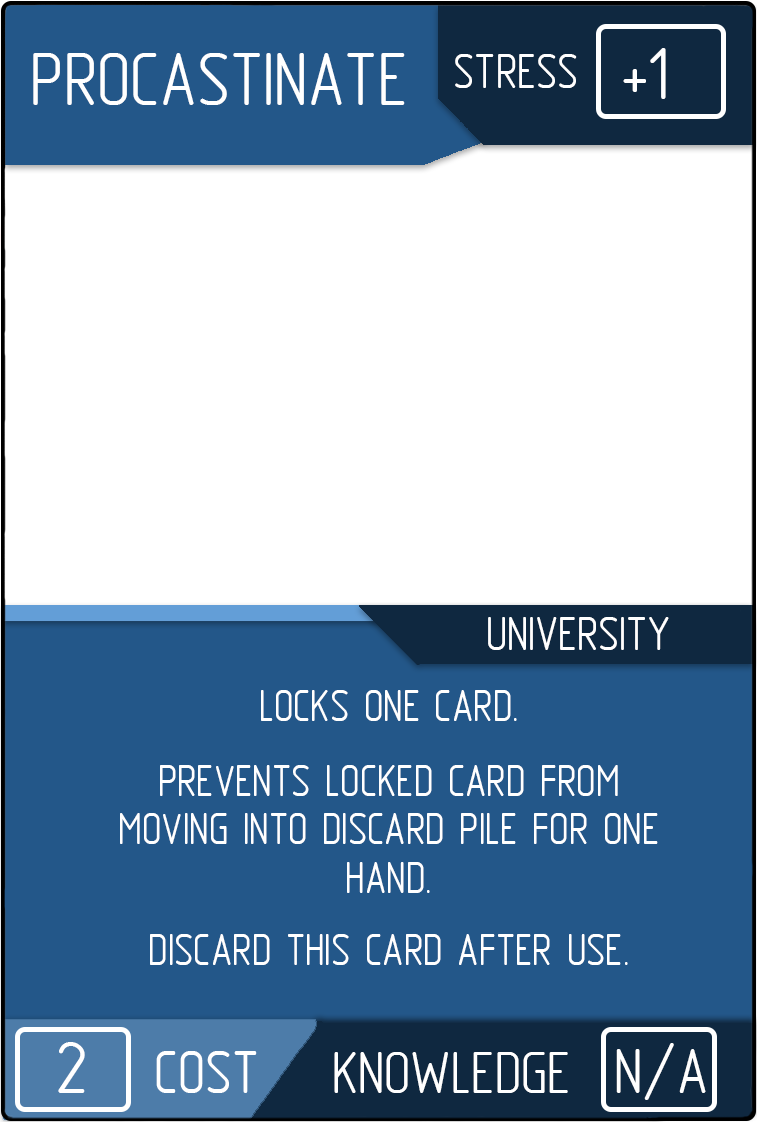 PROCASTINATE
STRESS +1
UNIVERSITY
LOCKS ONE CARD.
PREVENTS LOCKED CARD FROM
MOVING INTO DISCARD PILE FOR ONE
HAND.
DISCARD THIS CARD AFTER USE.
2 COST KNOWLEDGE N/A